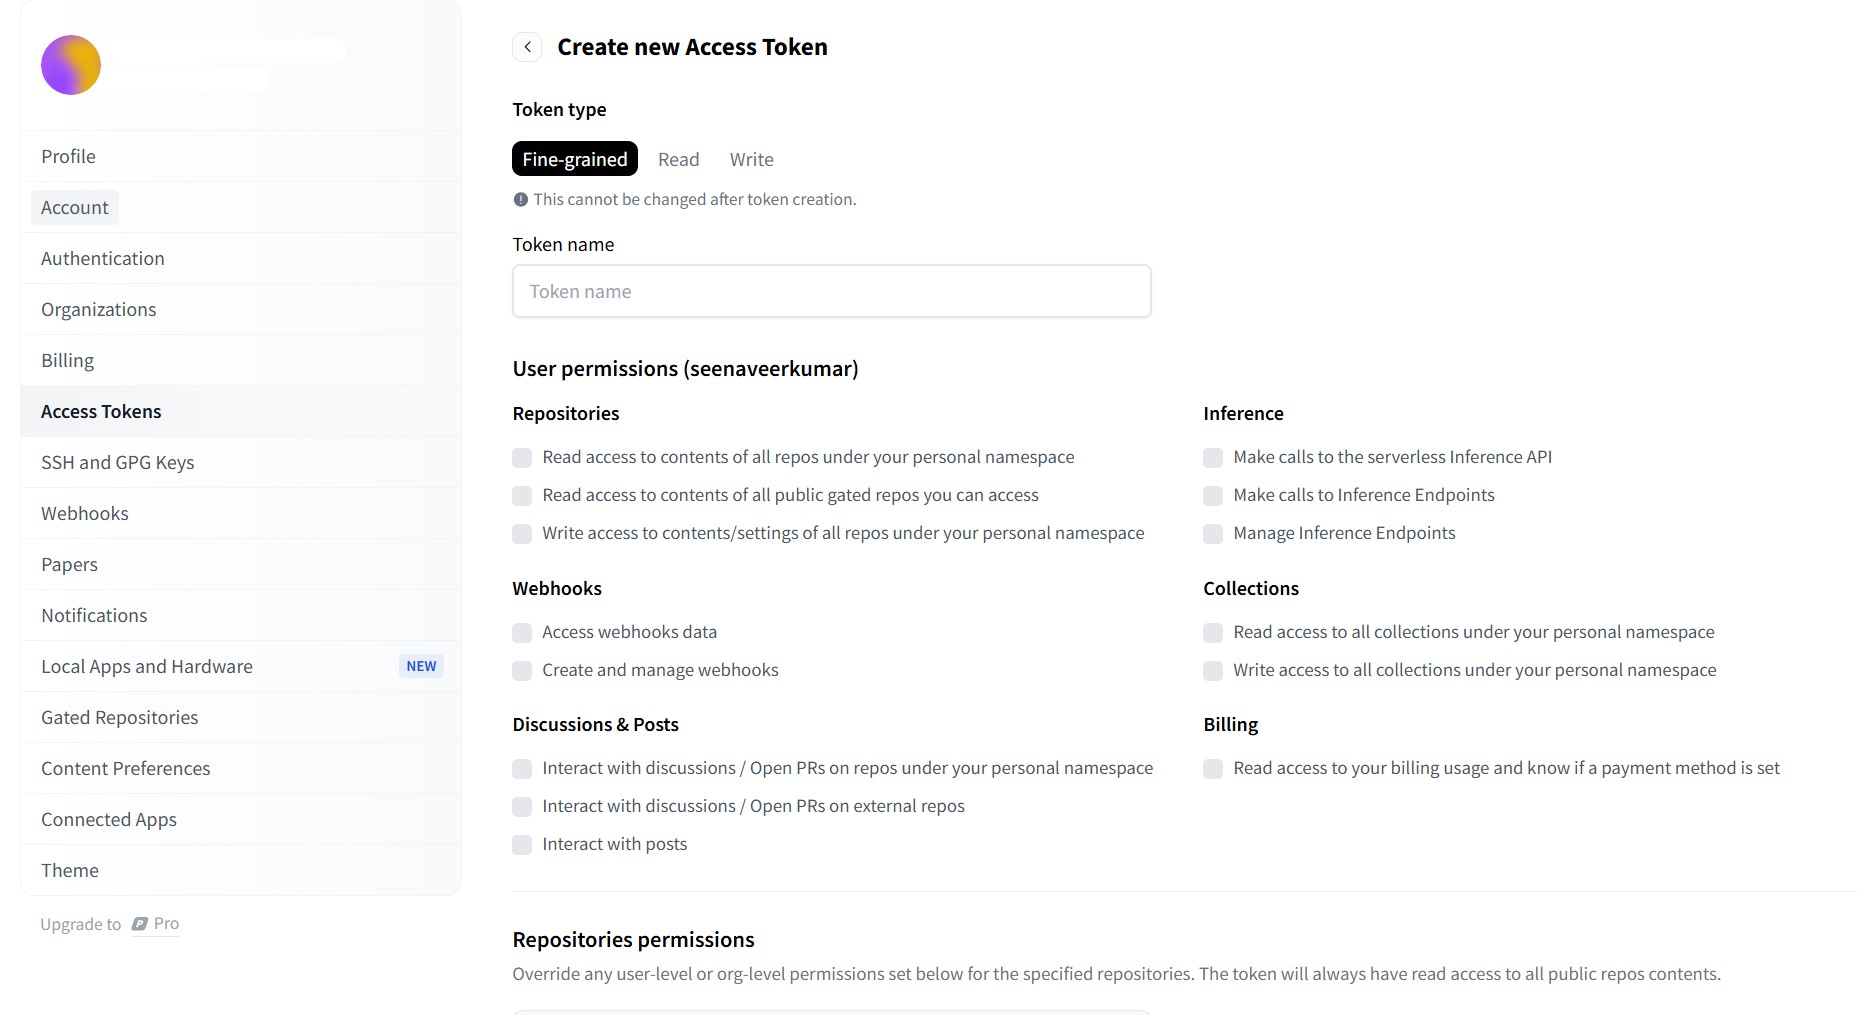 Profile
Account
Authentication
Organizations
Billing
Access Tokens
SSH and GPG Keys
Webhooks
Papers
Notifications
Local Apps and Hardware NEW
Gated Repositories
Content Preferences
Connected Apps
Theme
Upgrade to Pro
Create new Access Token
Token type
Fine-grained Read Write
This cannot be changed after token creation.
Token name
Token name
User permissions (seenaveerkumar)
Repositories
Read access to contents of all repos under your personal namespace
Read access to contents of all public gated repos you can access
Write access to contents/settings of all repos under your personal namespace
Inference
Make calls to the serverless Inference API
Make calls to Inference Endpoints
Manage Inference Endpoints
Webhooks
Access webhooks data
Create and manage webhooks
Collections
Read access to all collections under your personal namespace
Write access to all collections under your personal namespace
Discussions & Posts
Interact with discussions / Open PRs on repos under your personal namespace
Interact with discussions / Open PRs on external repos
Interact with posts
Billing
Read access to your billing usage and know if a payment method is set
Repositories permissions
Override any user-level or org-level permissions set below for the specified repositories. The token will always have read access to all public repos contents.